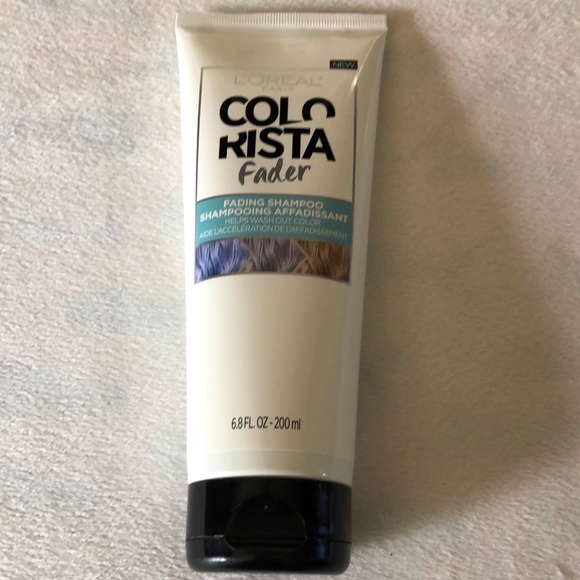 NEW
L'ORÉAL
PARIS
COLO
RISTA
Fader
FADING SHAMPOO
SHAMPOOING AFFADISSANT
HELPS WASH OUT COLOR
AIDE L'ACCÉLÉRATION DE L'AFFADISSEMENT
6.8 FL. OZ - 200 ml